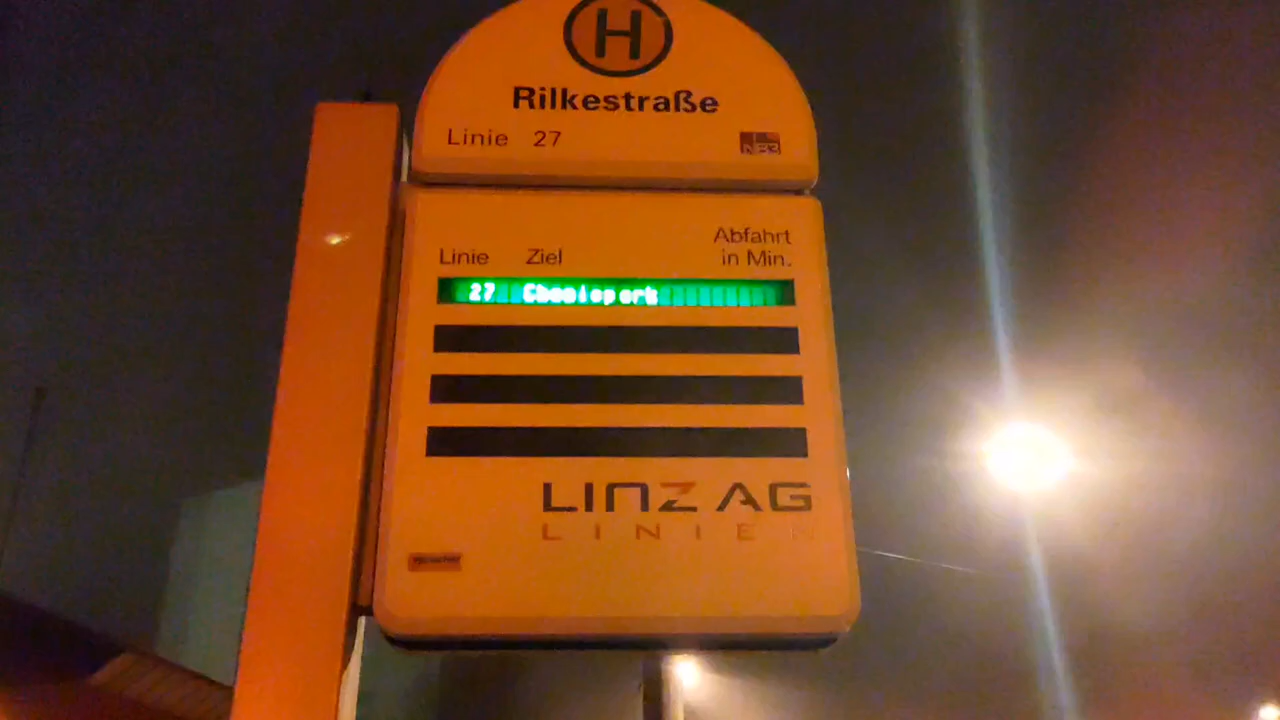 H
Rilkestraße
Linie 27
Abfahrt
Linie Ziel in Min.
27 Chemiepark
LINZ AG
LINIEN